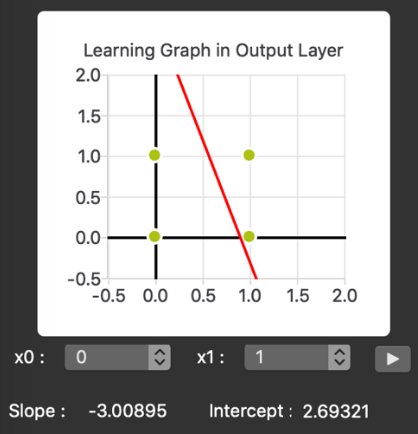 Learning Graph in Output Layer
2.0
1.5
1.0
0.5
0.0
-0.5
-0.5 0.0 0.5 1.0 1.5 2.0
x0 : 0 x1 : 1
Slope : -3.00895 Intercept : 2.69321